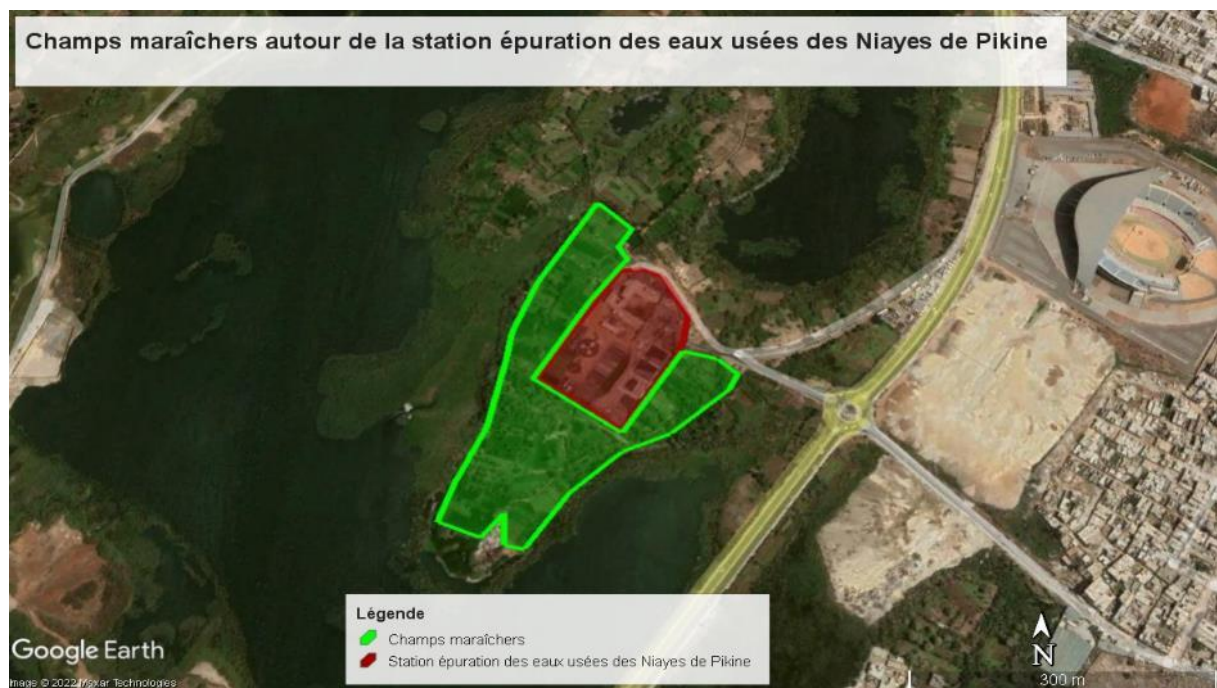 Champs maraîchers autour de la station épuration des eaux usées des Niayes de Pikine
Légende
Champs maraîchers
Station épuration des eaux usées des Niayes de Pikine
Google Earth
Image © 2022 Maxar Technologies
N
300 m